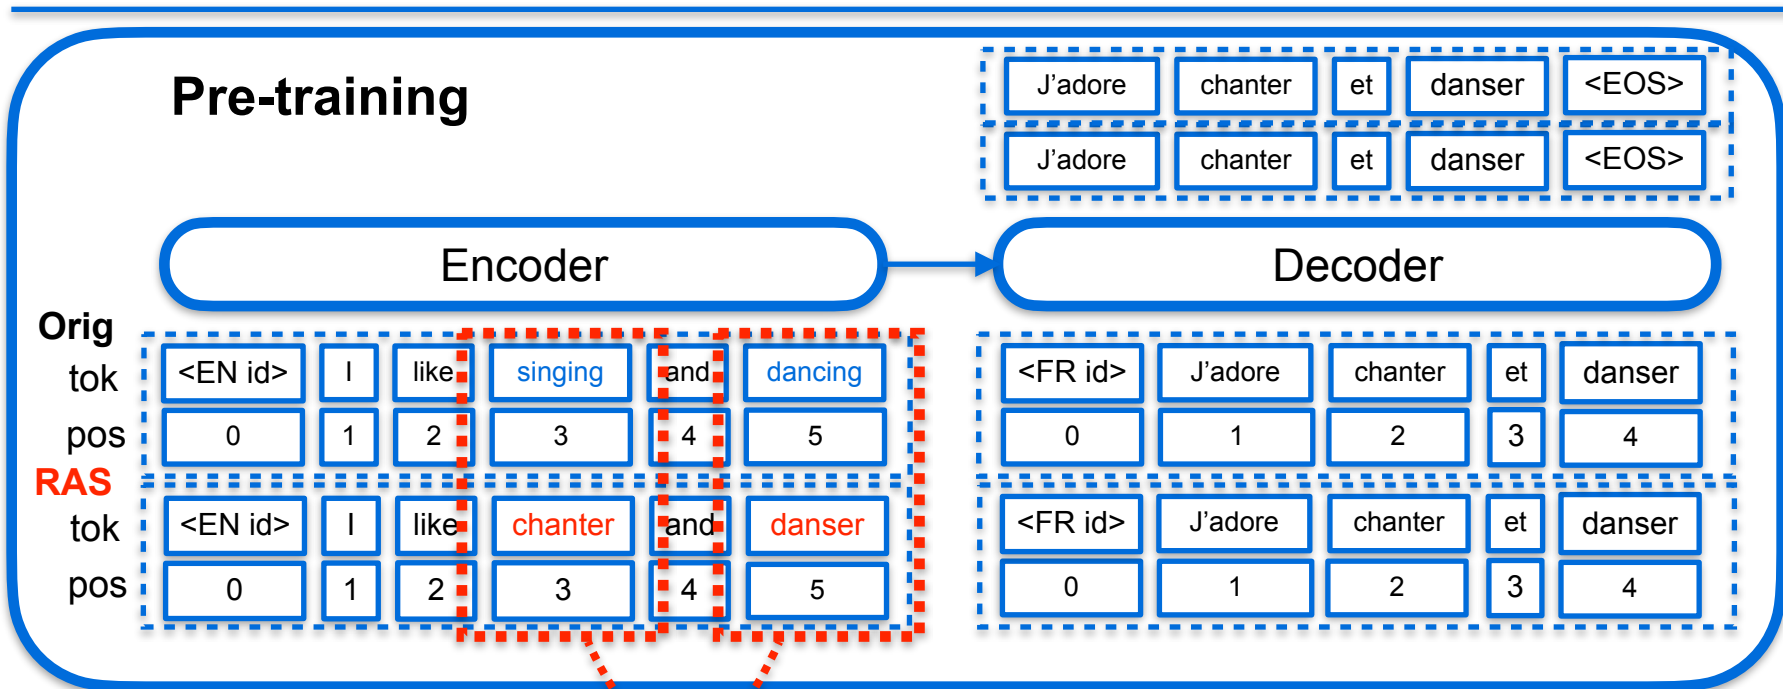 Pre-training
J’adore chanter et danser <EOS>
J’adore chanter et danser <EOS>
Encoder Decoder
Orig
tok <EN id> I like singing and dancing <FR id> J’adore chanter et danser
pos 0 1 2 3 4 5 0 1 2 3 4
RAS
tok <EN id> I like chanter and danser <FR id> J’adore chanter et danser
pos 0 1 2 3 4 5 0 1 2 3 4